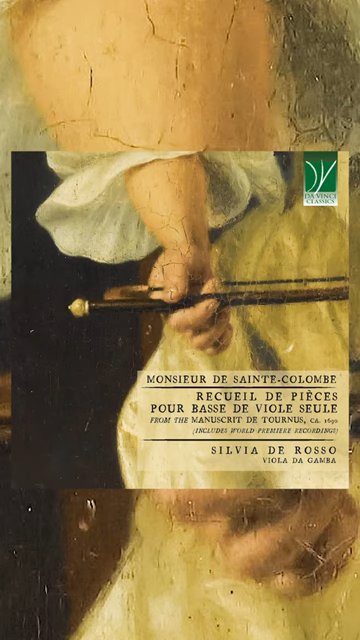 DA VINCI
CLASSICS
MONSIEUR DE SAINTE-COLOMBE
RECUEIL DE PIÈCES
POUR BASSE DE VIOLE SEULE
FROM THE MANUSCRIT DE TOURNUS, CA. 1690
(INCLUDES WORLD PREMIERE RECORDINGS)
SILVIA DE ROSSO
VIOLA DA GAMBA